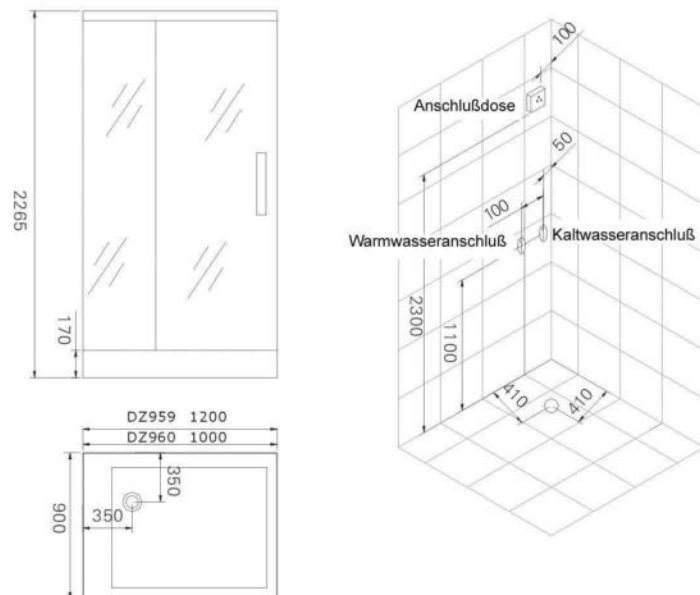 2265
170
DZ959 1200
DZ960 1000
350
350
900
100
Anschlußdose
50
100
Warmwasseranschluß
Kaltwasseranschluß
2300
1100
410
410